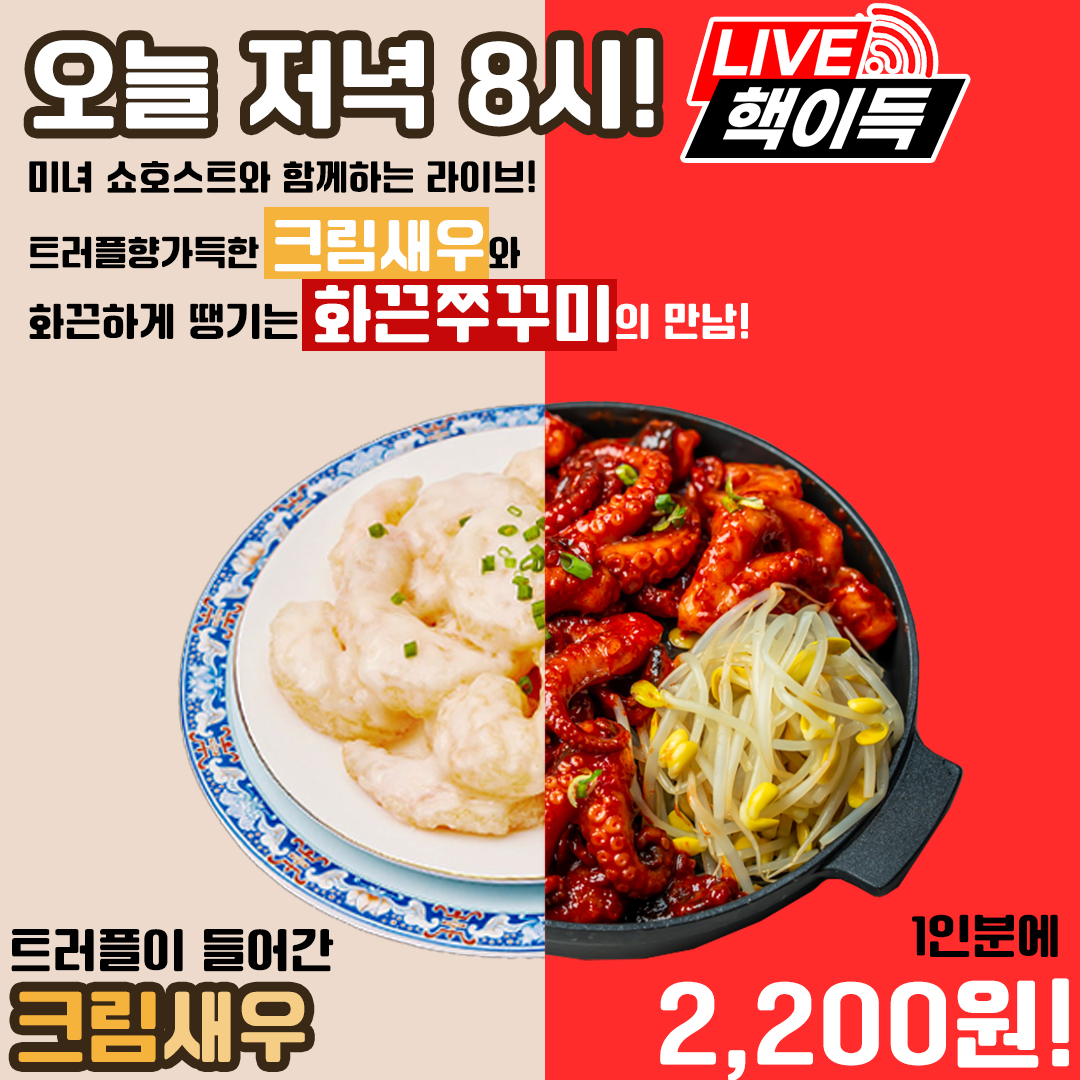 오늘 저녁 8시!
LIVE
핵이득
미녀 쇼호스트와 함께하는 라이브!
트러플향가득한 크림새우와
화끈하게 땡기는 화끈쭈꾸미의 만남!
트러플이 들어간
크림새우
1인분에
2,200원!